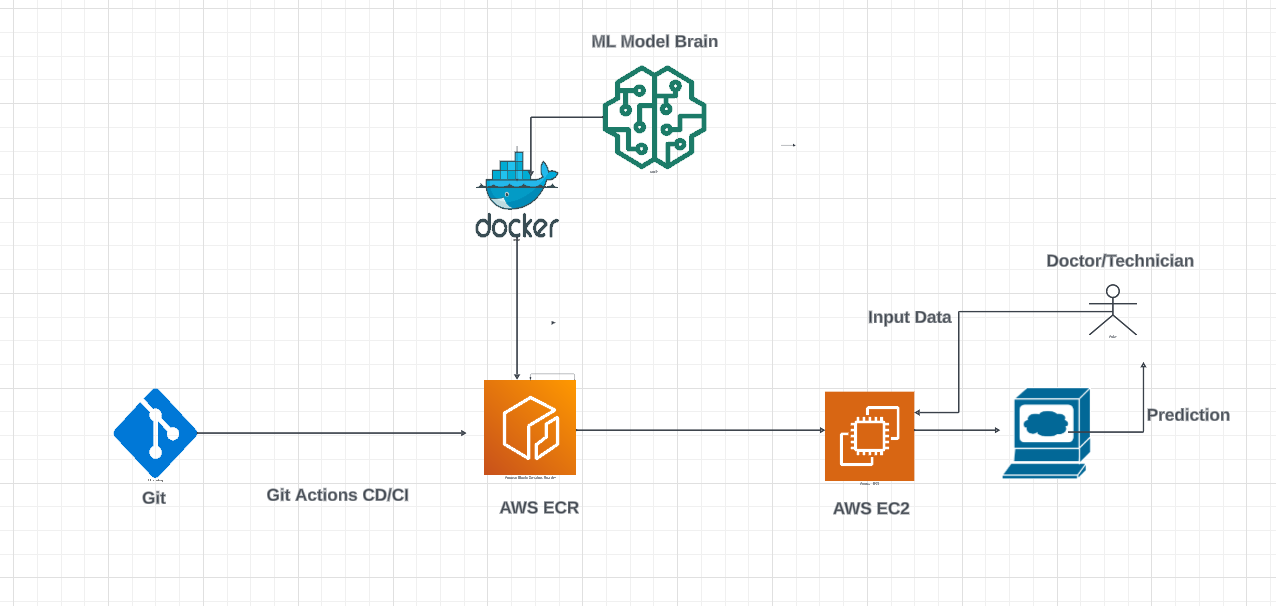 ML Model Brain
docker
Doctor/Technician
Input Data
Prediction
Git
Git Actions CD/CI
AWS ECR
AWS EC2